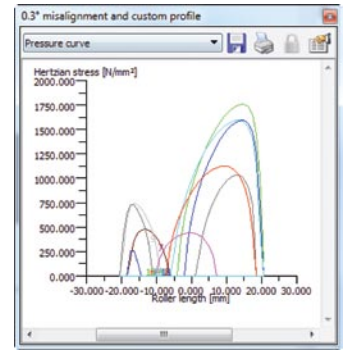 0.3° misalignment and custom profile
Pressure curve
Hertzian stress [N/mm²]
2000.000
1750.000
1500.000
1250.000
1000.000
750.000
500.000
250.000
0.000
-30.000 -20.000 -10.000 0.000 10.000 20.000 30.000
Roller length [mm]